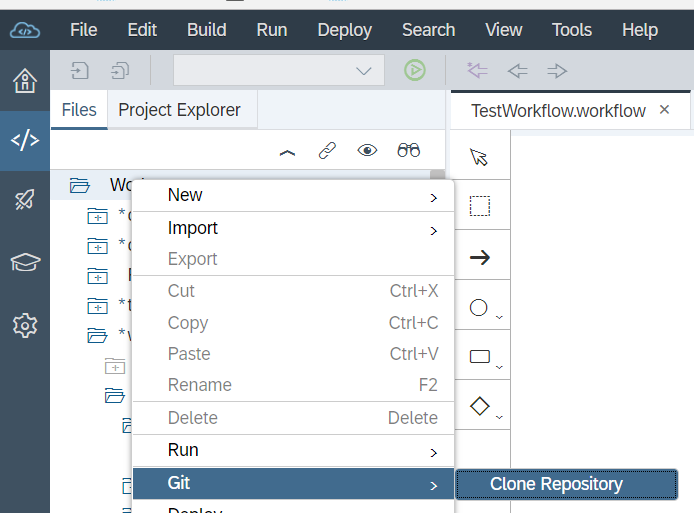 File Edit Build Run Deploy Search View Tools Help
Files Project Explorer
TestWorkflow.workflow ×
New
Import
Export
Cut Ctrl+X
Copy Ctrl+C
Paste Ctrl+V
Rename F2
Delete Delete
Run
Git
Clone Repository
Deploy